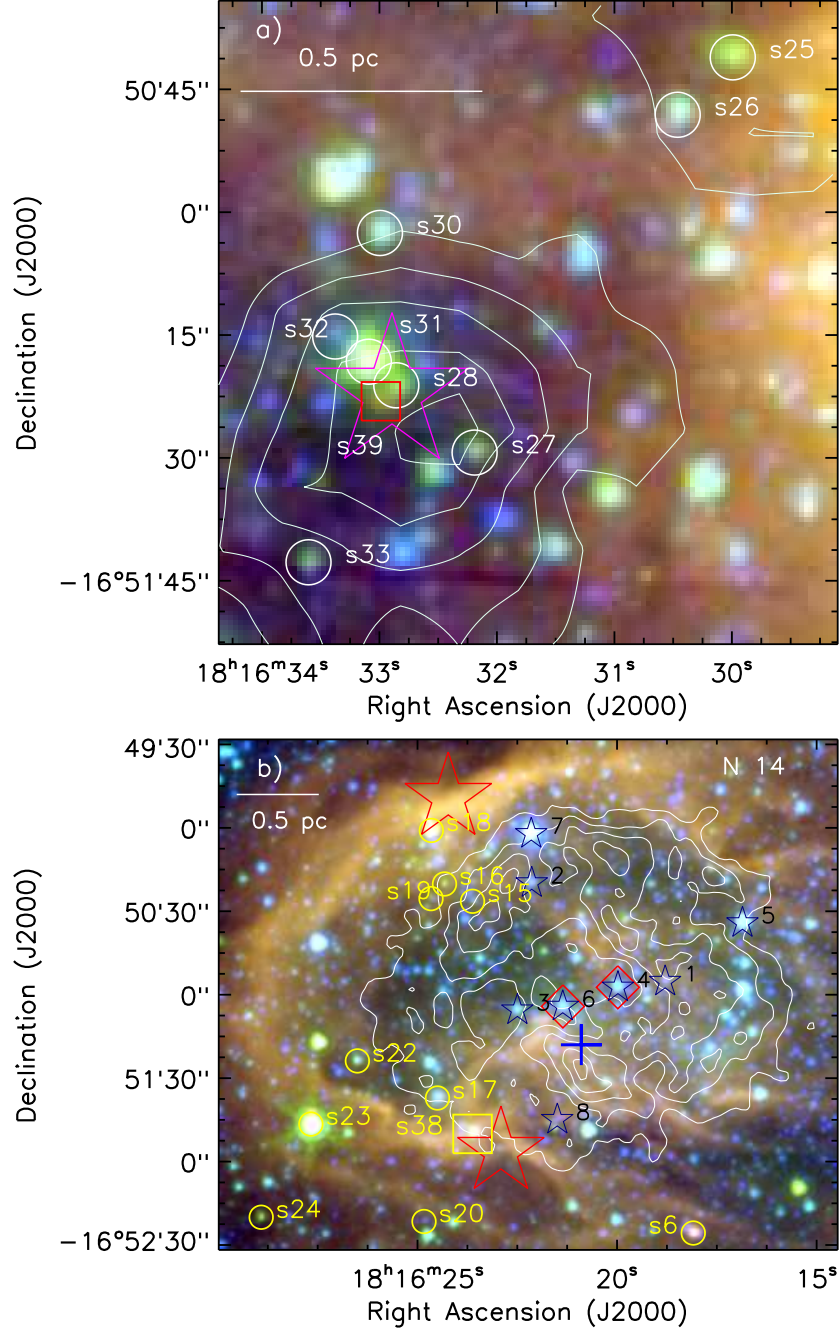 a)
0.5 pc
s25
50'45''
s26
0''
s30
15''
s32
s31
s28
s39
s27
30''
s33
−16°51'45''
18ʰ16ᵐ34ˢ
33ˢ
32ˢ
31ˢ
30ˢ
Right Ascension (J2000)
Declination (J2000)
49'30''
b)
N 14
0.5 pc
0''
s18
7
s16
2
s19
s15
50'30''
5
1
4
0''
3
6
s22
51'30''
s17
s23
s38
8
0''
s24
s20
s6
−16°52'30''
18ʰ16ᵐ25ˢ
20ˢ
15ˢ
Right Ascension (J2000)
Declination (J2000)